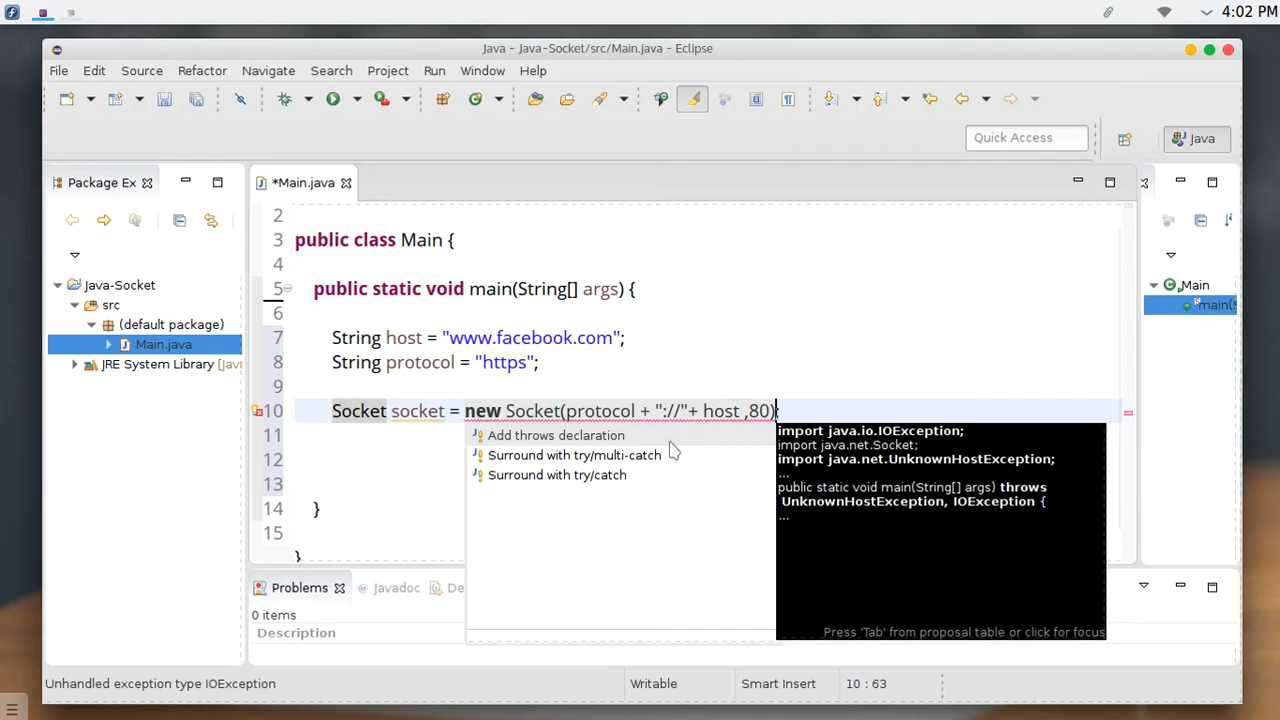 4:02 PM
Java - Java-Socket/src/Main.java - Eclipse
File Edit Source Refactor Navigate Search Project Run Window Help
Quick Access
Java
Package Ex
*Main.java
Java-Socket
src
(default package)
Main.java
JRE System Library [Jav
2
3 public class Main {
4
5 public static void main(String[] args) {
6
7 String host = "www.facebook.com";
8 String protocol = "https";
9
10 Socket socket = new Socket(protocol + "://"+ host ,80);
11
12
13
14 }
15
}
Add throws declaration
Surround with try/multi-catch
Surround with try/catch
import java.io.IOException;
import java.net.Socket;
import java.net.UnknownHostException;
...
public static void main(String[] args) throws
UnknownHostException, IOException {
...
Press 'Tab' from proposal table or click for focus
Main
main(S
Problems Javadoc De
0 items
Description
Unhandled exception type IOException
Writable
Smart Insert
10 : 63